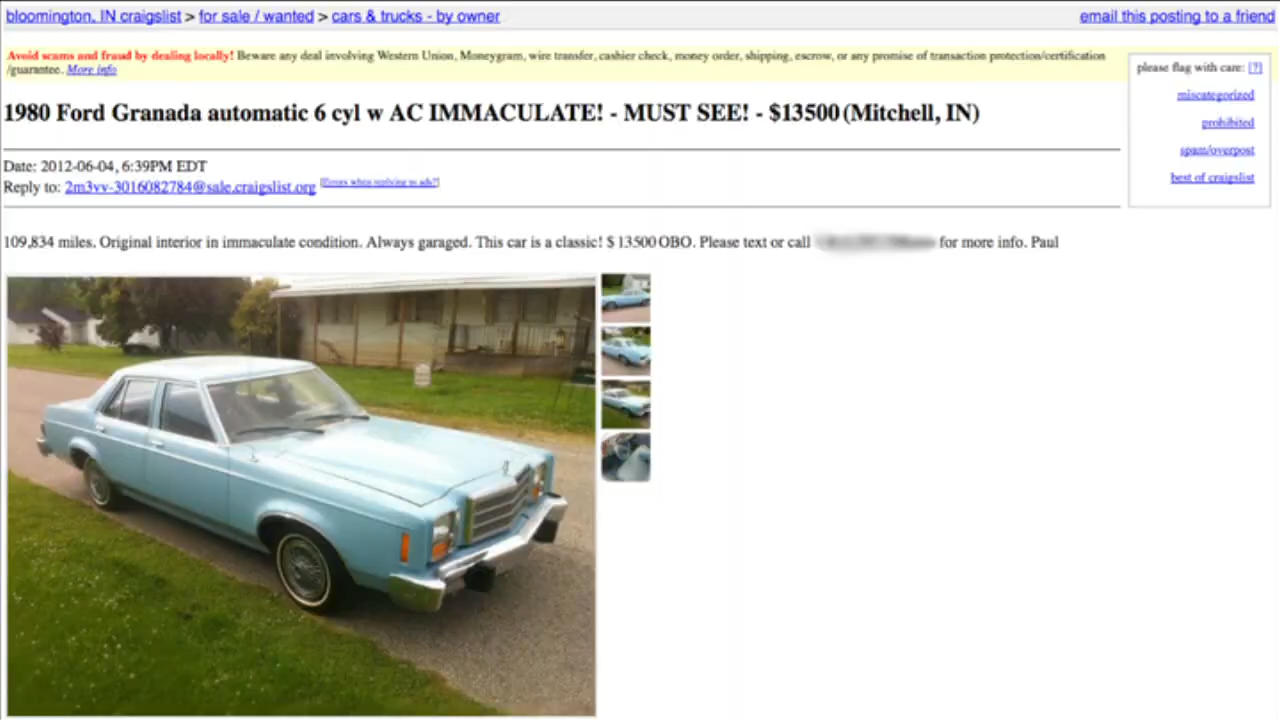 bloomington, IN craigslist > for sale / wanted > cars & trucks - by owner
email this posting to a friend
Avoid scams and fraud by dealing locally! Beware any deal involving Western Union, Moneygram, wire transfer, cashier check, money order, shipping, escrow, or any promise of transaction protection/certification
/guarantee. More info
please flag with care: [?]
miscategorized
prohibited
spam/overpost
best of craigslist
1980 Ford Granada automatic 6 cyl w AC IMMACULATE! - MUST SEE! - $13500 (Mitchell, IN)
Date: 2012-06-04, 6:39PM EDT
Reply to: 2m3vv-3016082784@sale.craigslist.org [Errors when replying to ads?]
109,834 miles. Original interior in immaculate condition. Always garaged. This car is a classic! $13500 OBO. Please text or call for more info. Paul